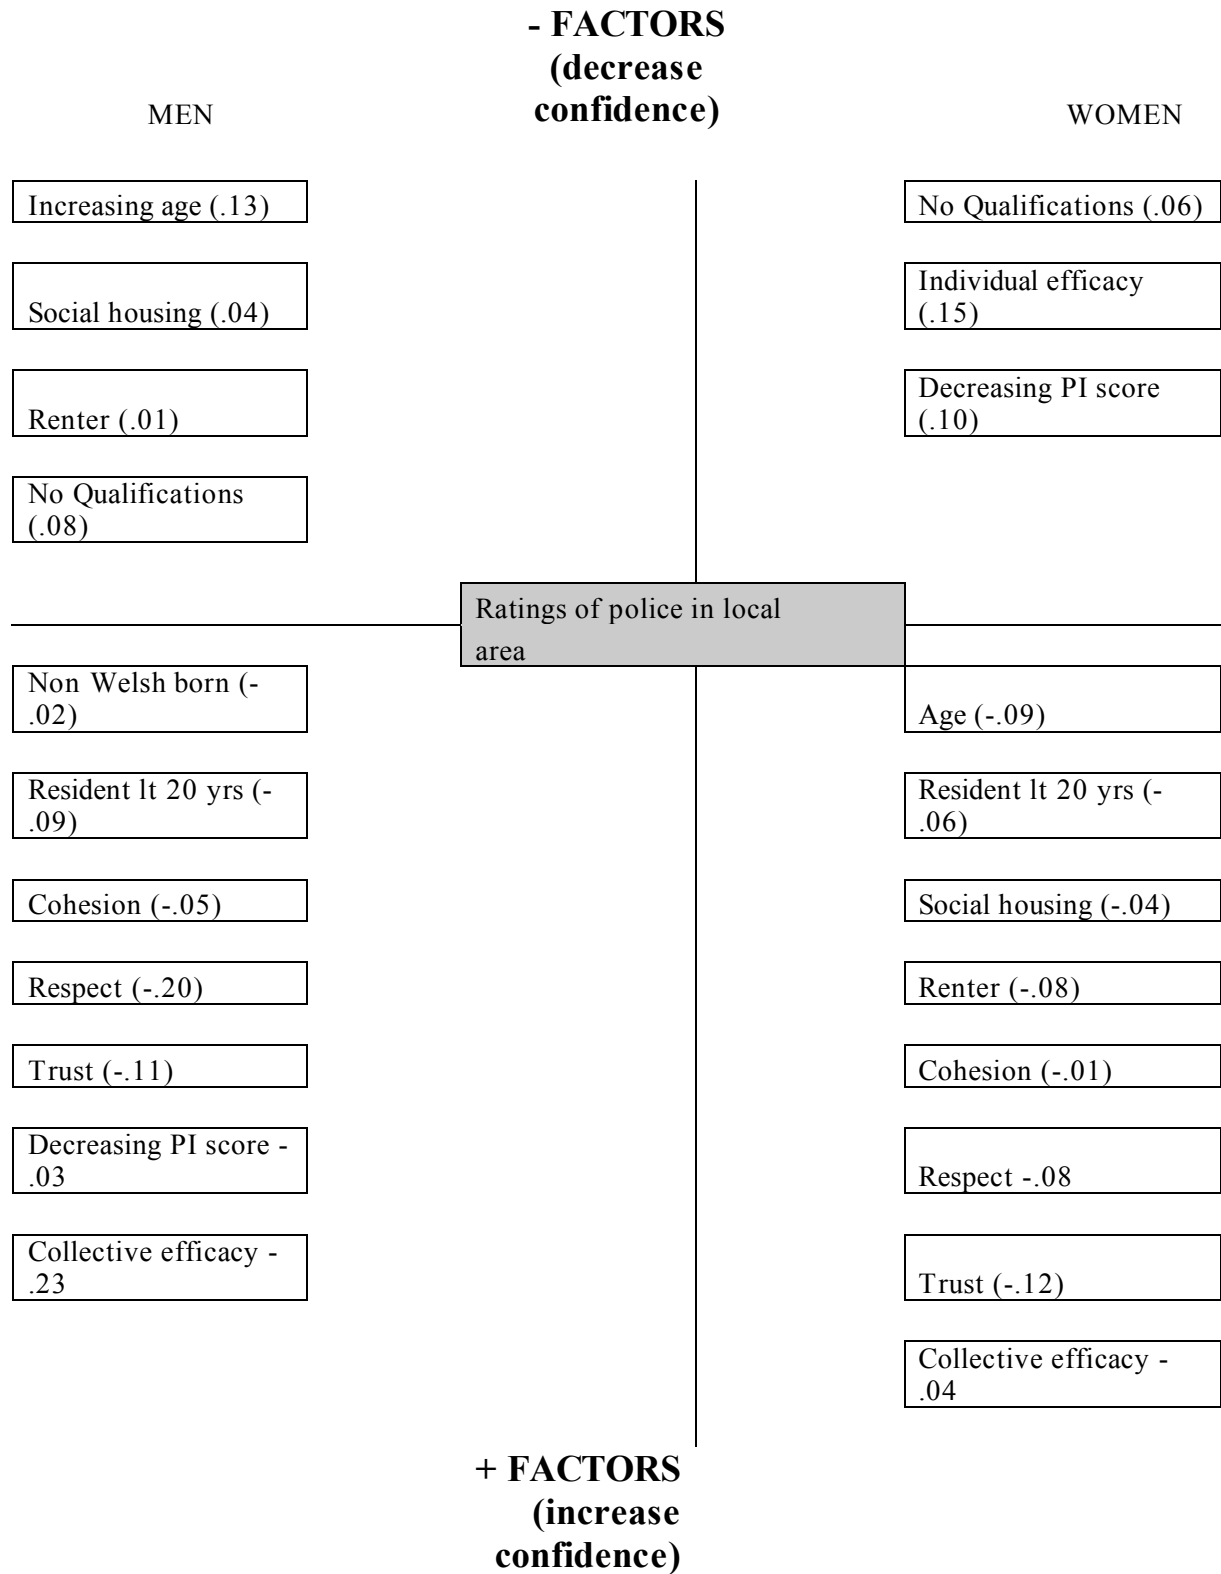 - FACTORS
(decrease
confidence)
MEN
WOMEN
Increasing age (.13)
No Qualifications (.06)
Social housing (.04)
Individual efficacy
(.15)
Renter (.01)
Decreasing PI score
(.10)
No Qualifications
(.08)
Ratings of police in local
area
Non Welsh born (-
.02)
Age (-.09)
Resident lt 20 yrs (-
.09)
Resident lt 20 yrs (-
.06)
Cohesion (-.05)
Social housing (-.04)
Respect (-.20)
Renter (-.08)
Trust (-.11)
Cohesion (-.01)
Decreasing PI score -
.03
Respect -.08
Collective efficacy -
.23
Trust (-.12)
Collective efficacy -
.04
+ FACTORS
(increase
confidence)